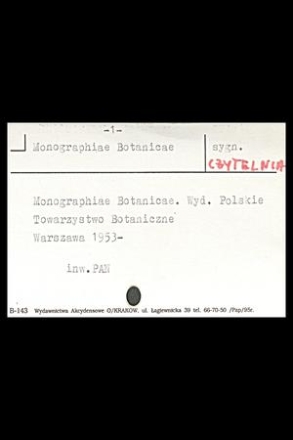 -1-
Monographiae Botanicae
sygn.
CZYTELNIA
Monographiae Botanicae. Wyd. Polskie
Towarzystwo Botaniczne
Warszawa 1953-
inw.PAN
B-143 Wydawnictwa Akcydensowe O/KRAKÓW, ul. Łagiewnicka 39 tel. 66-70-50 /Pap/95r.